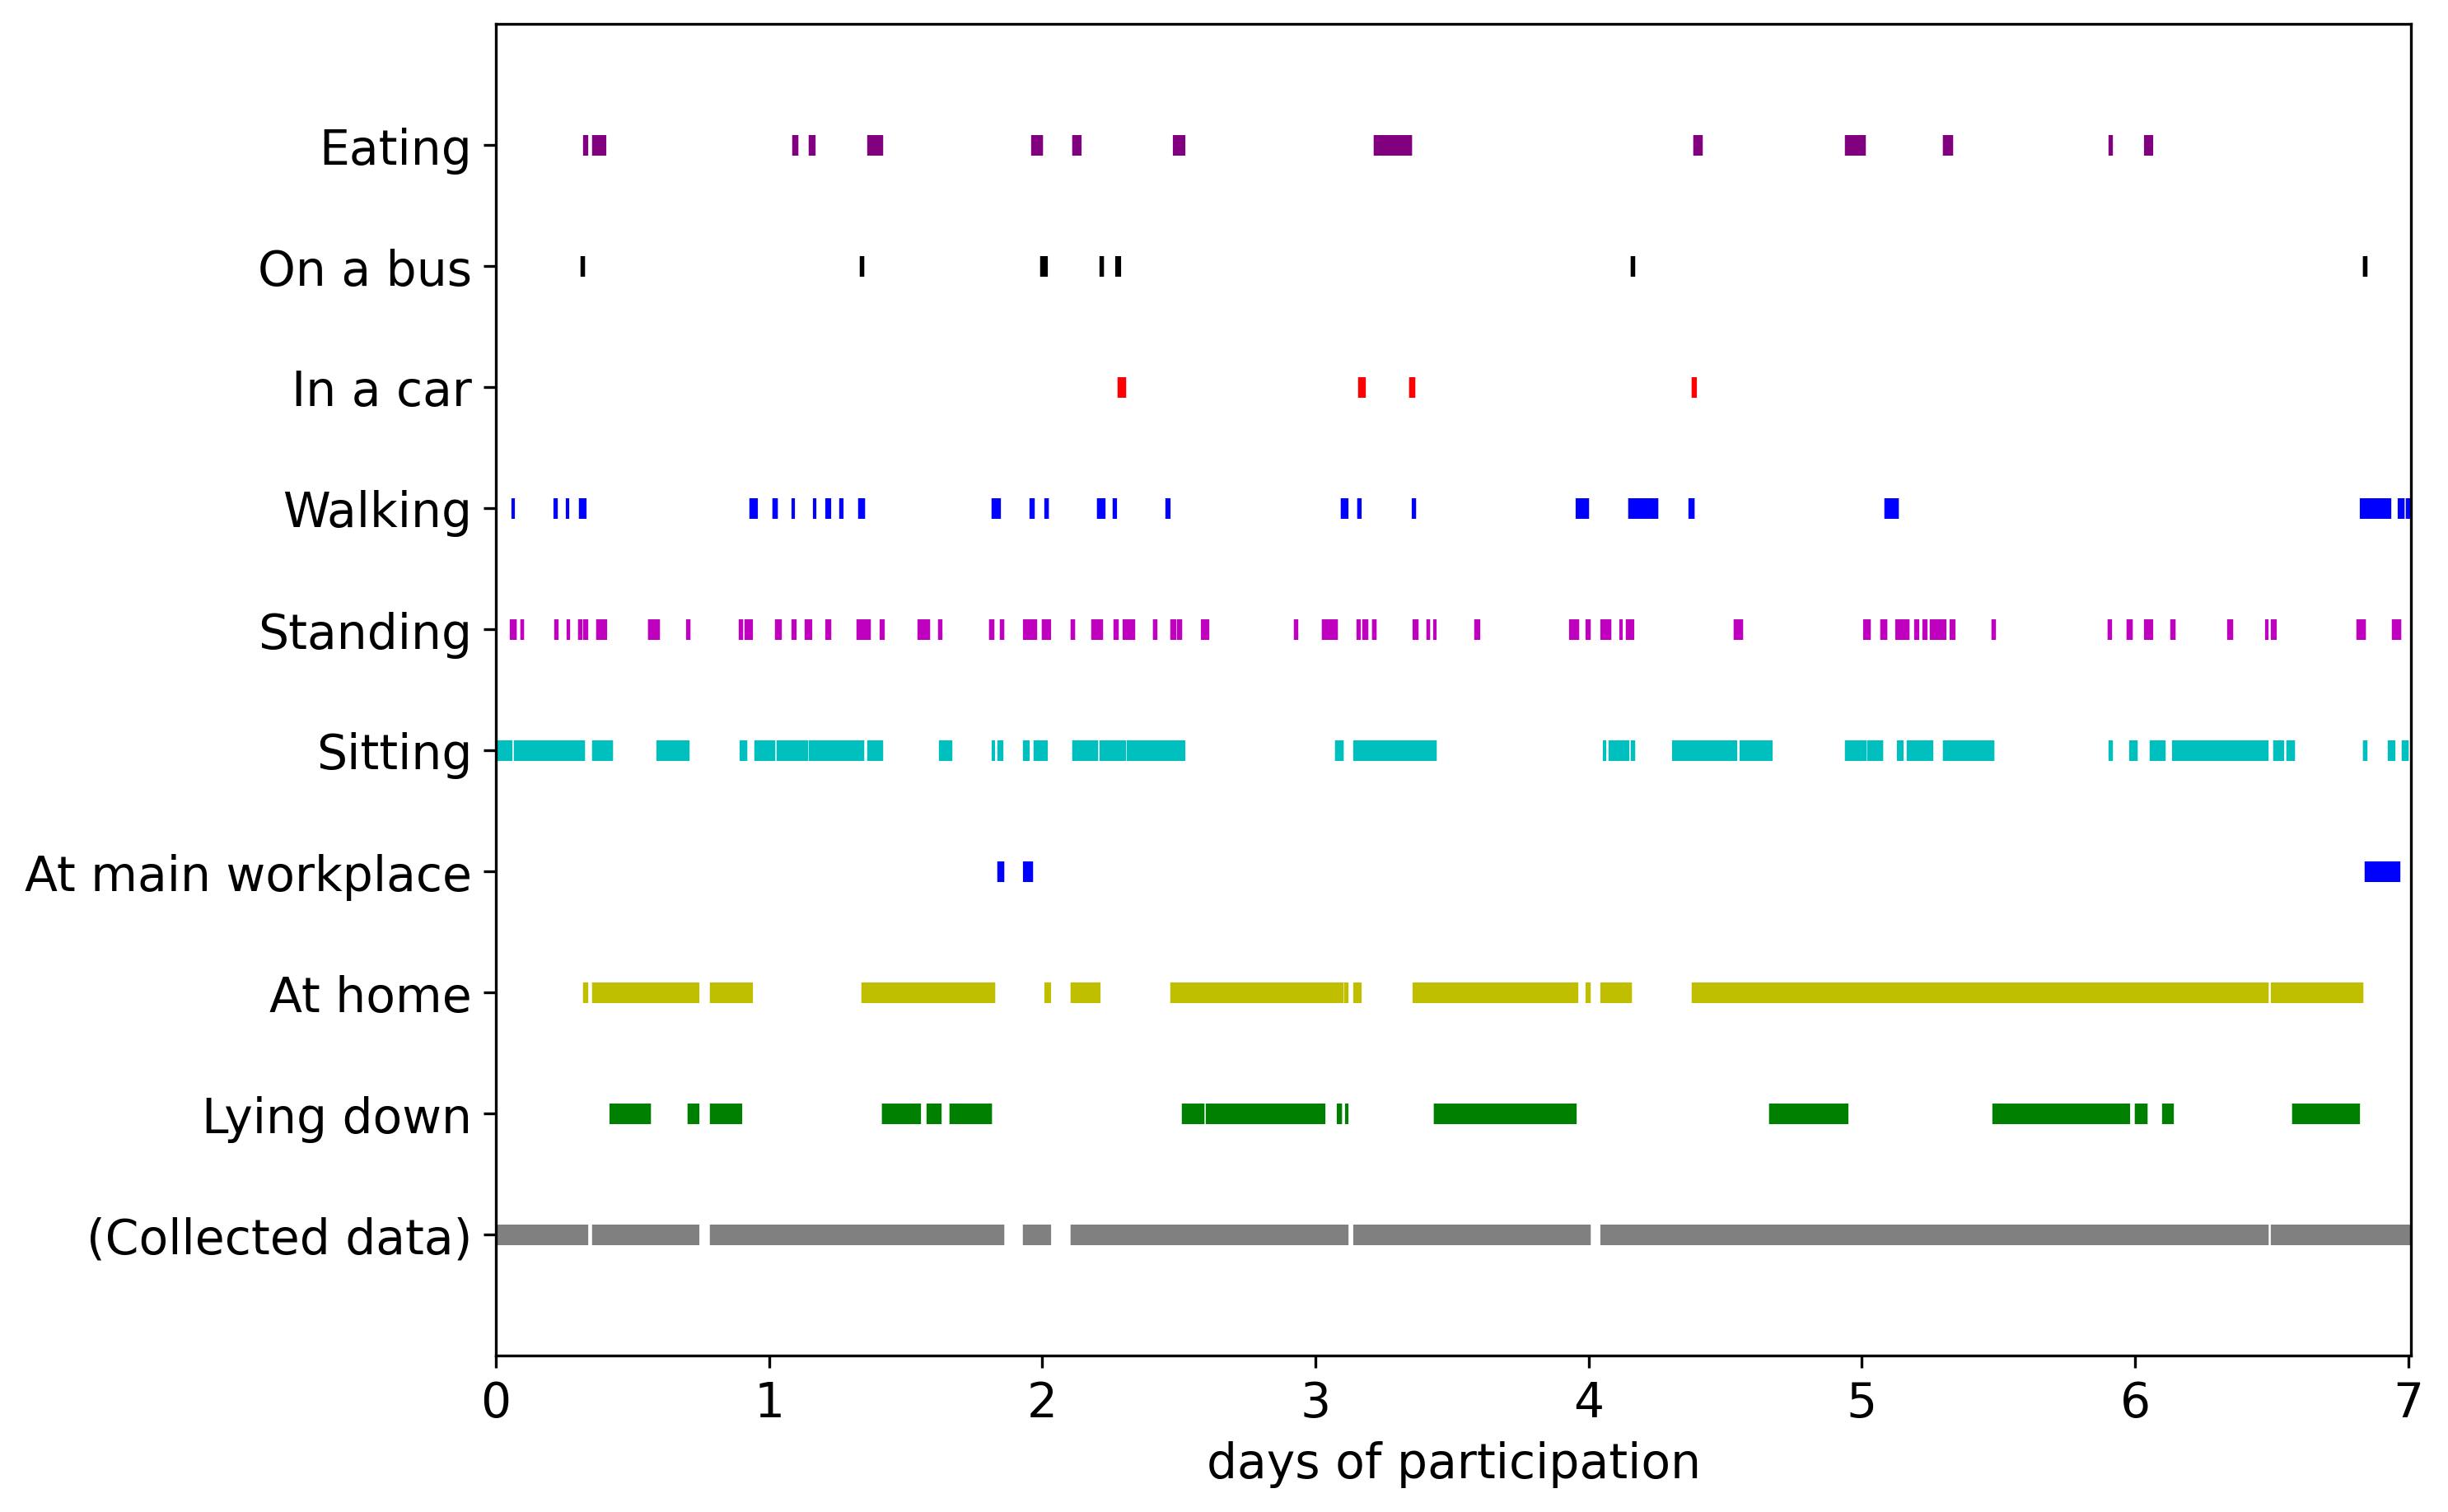 Eating
On a bus
In a car
Walking
Standing
Sitting
At main workplace
At home
Lying down
(Collected data)
0 1 2 3 4 5 6 7
days of participation